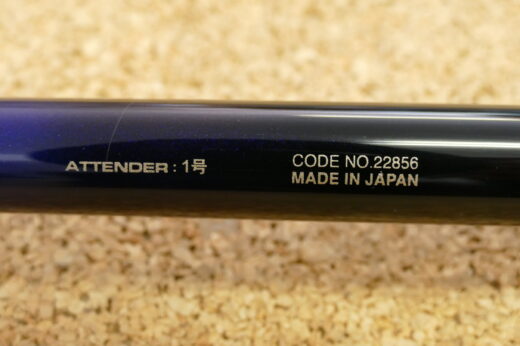 ATTENDER : 1号
CODE NO.22856
MADE IN JAPAN